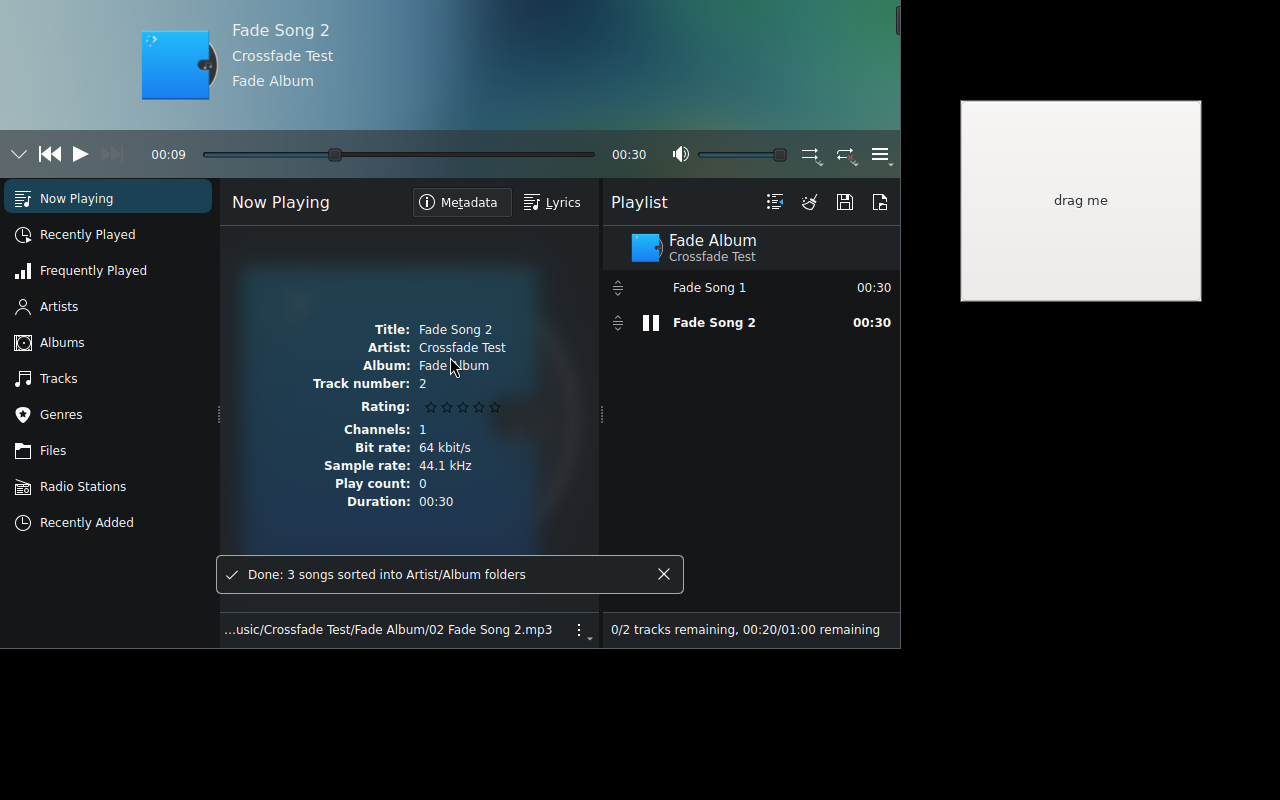 Fade Song 2
Crossfade Test
Fade Album
00:09
00:30
Now Playing
Recently Played
Frequently Played
Artists
Albums
Tracks
Genres
Files
Radio Stations
Recently Added
Now Playing
Metadata
Lyrics
Title: Fade Song 2
Artist: Crossfade Test
Album: Fade Album
Track number: 2
Rating:
Channels: 1
Bit rate: 64 kbit/s
Sample rate: 44.1 kHz
Play count: 0
Duration: 00:30
Done: 3 songs sorted into Artist/Album folders
...usic/Crossfade Test/Fade Album/02 Fade Song 2.mp3
Playlist
Fade Album
Crossfade Test
Fade Song 1 00:30
Fade Song 2 00:30
0/2 tracks remaining, 00:20/01:00 remaining
drag me